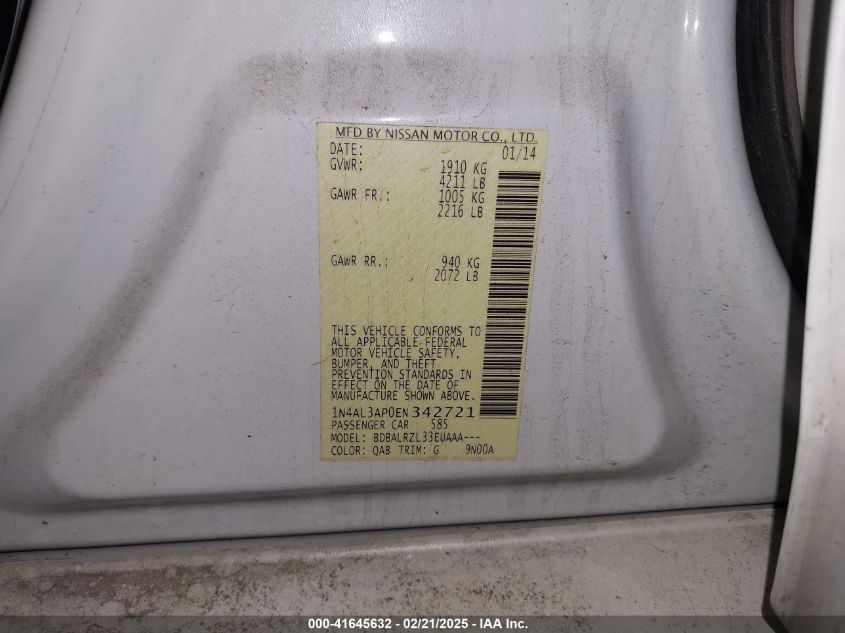 MFD BY NISSAN MOTOR CO., LTD.
DATE: 01/14
GVWR: 1910 KG
4211 LB
GAWR FR.: 1005 KG
2216 LB
GAWR RR.: 940 KG
2072 LB
THIS VEHICLE CONFORMS TO
ALL APPLICABLE FEDERAL
MOTOR VEHICLE SAFETY,
BUMPER, AND THEFT
PREVENTION STANDARDS IN
EFFECT ON THE DATE OF
MANUFACTURE SHOWN ABOVE.
1N4AL3AP0EN342721
PASSENGER CAR 585
MODEL: BDBALRZL33EUAAA---
COLOR: QAB TRIM: G 9N00A
000-41645632 - 02/21/2025 - IAA Inc.